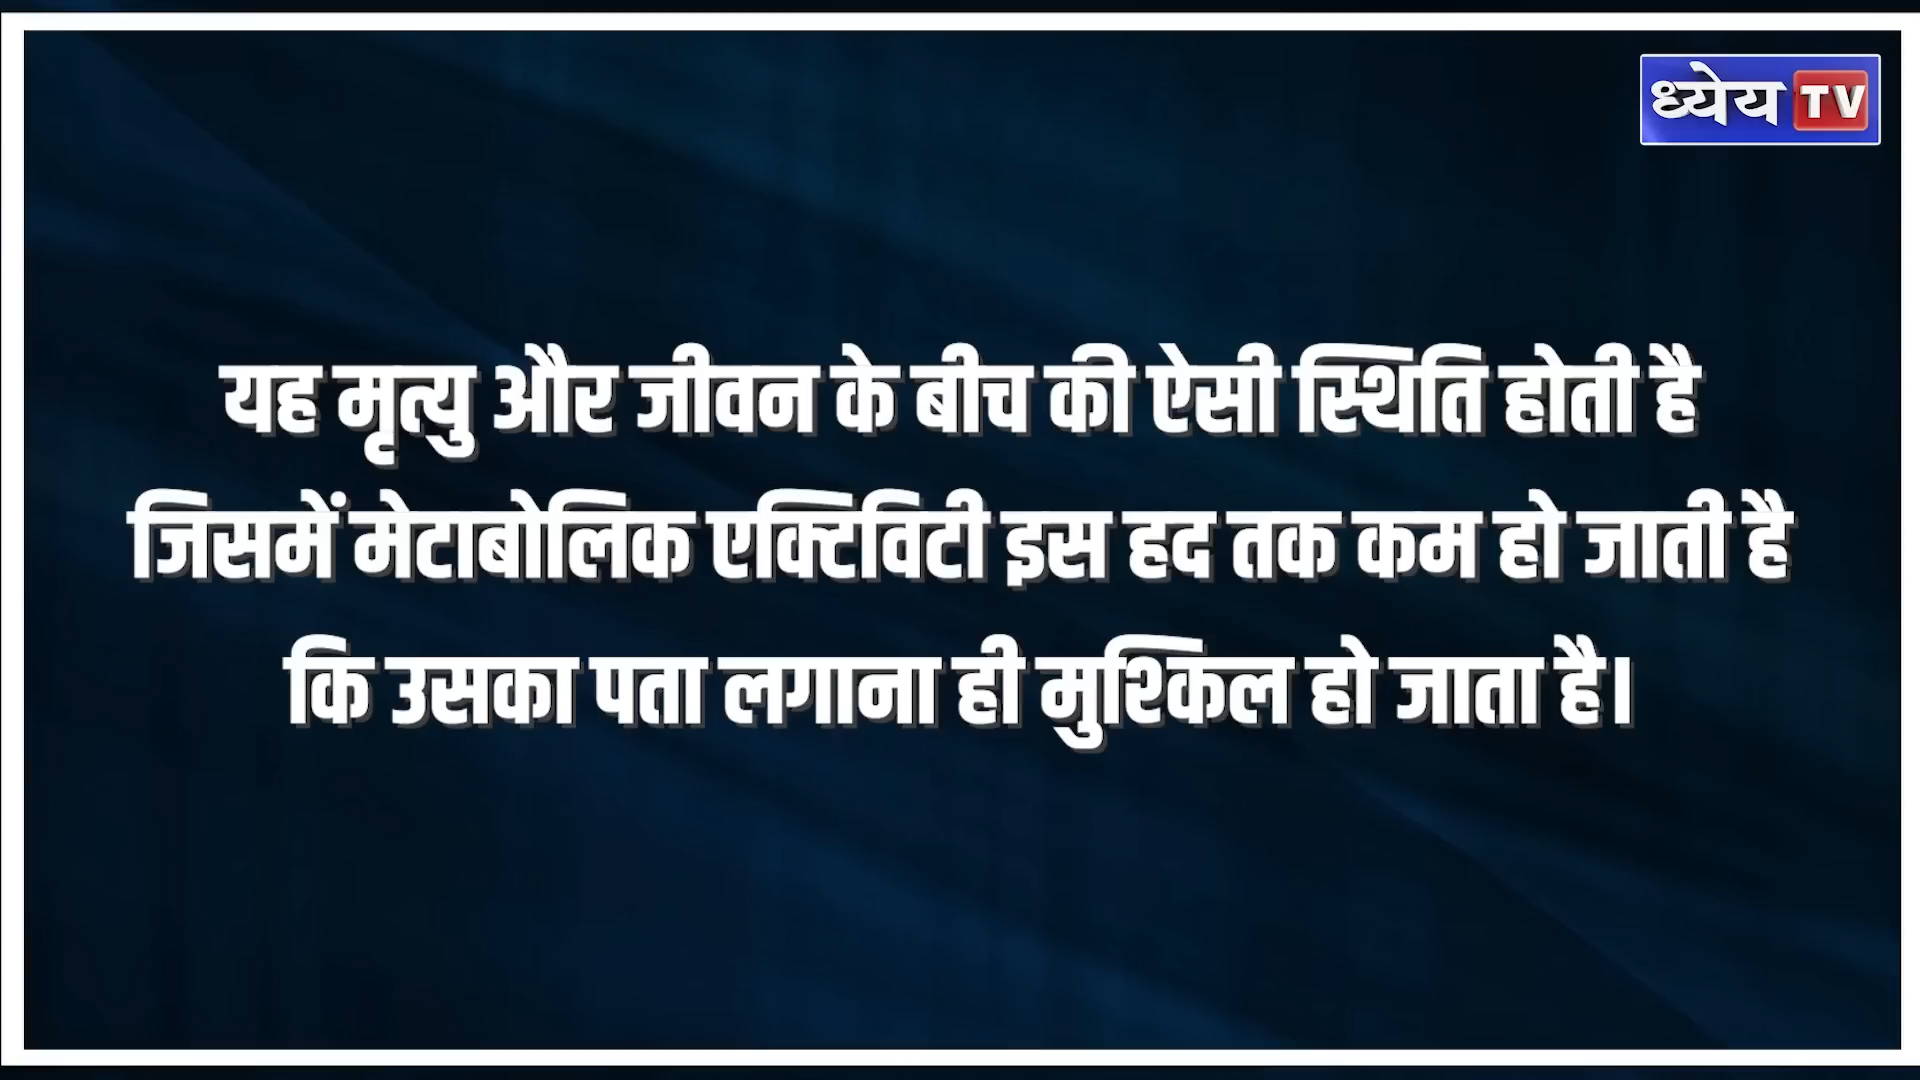 ध्येय TV
यह मृत्यु और जीवन के बीच की ऐसी स्थिति होती है
जिसमें मेटाबोलिक एक्टिविटी इस हद तक कम हो जाती है
कि उसका पता लगाना ही मुश्किल हो जाता है।